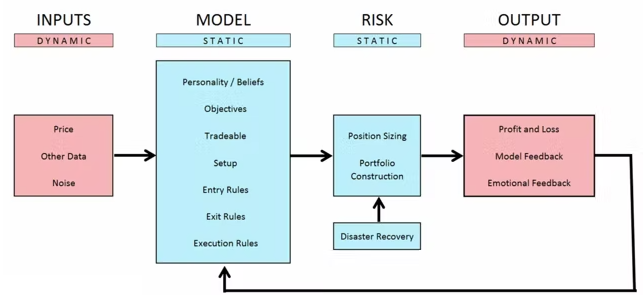 INPUTS
DYNAMIC
Price
Other Data
Noise
MODEL
STATIC
Personality / Beliefs
Objectives
Tradeable
Setup
Entry Rules
Exit Rules
Execution Rules
RISK
STATIC
Position Sizing
Portfolio
Construction
Disaster Recovery
OUTPUT
DYNAMIC
Profit and Loss
Model Feedback
Emotional Feedback